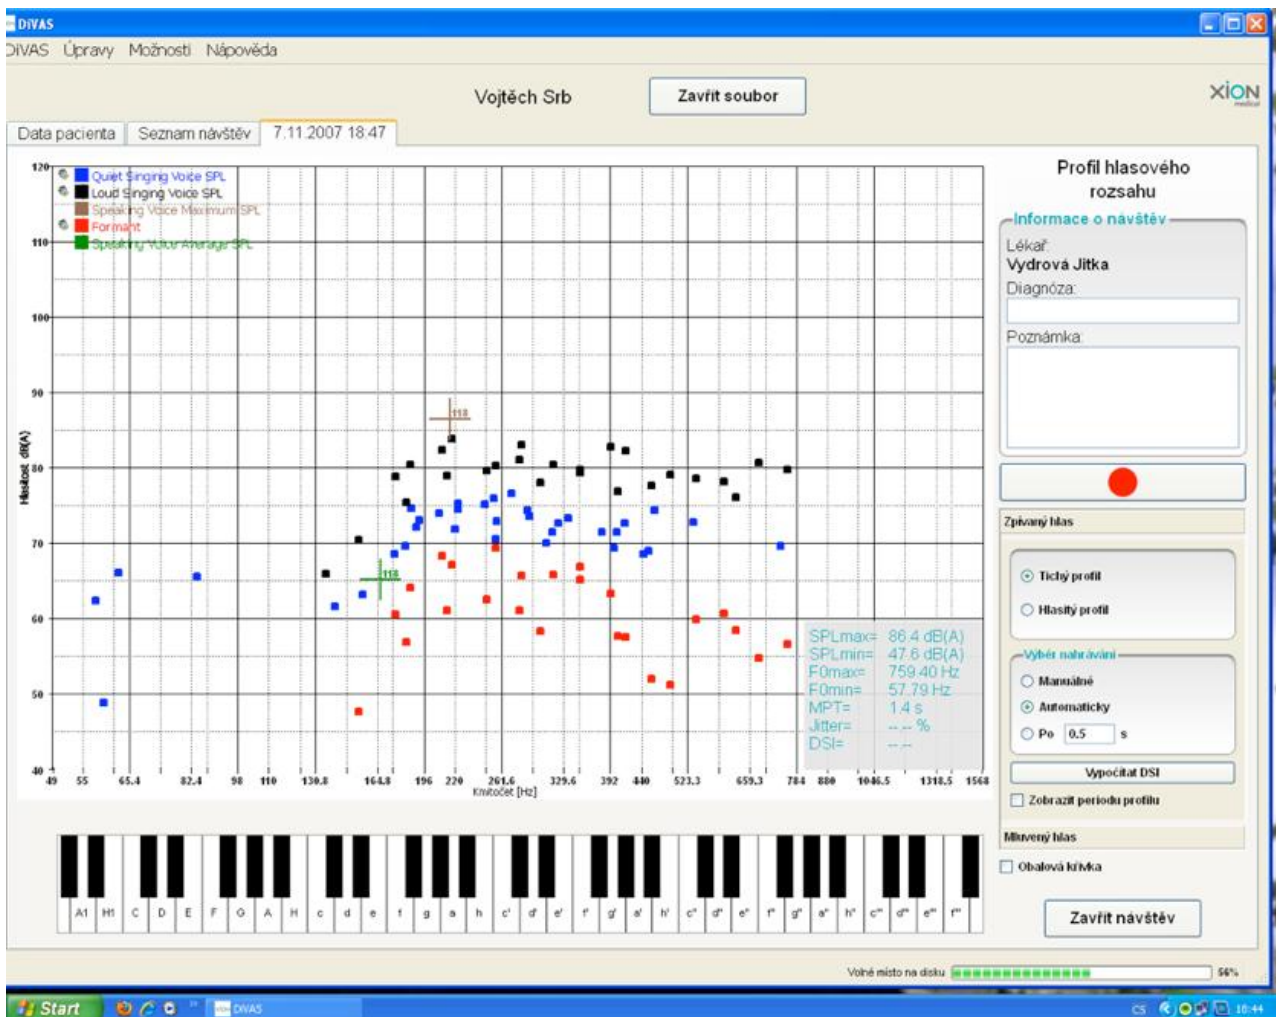 DiVAS
DiVAS Úpravy Možnosti Nápověda
Vojtěch Srb
Zavřít soubor
xion
medical
Data pacienta
Seznam návštěv
7.11.2007 18:47
Quiet Singing Voice SPL
Loud Singing Voice SPL
Speaking Voice Maximum SPL
Formant
Speaking Voice Average SPL
120
110
100
90
80
70
60
50
40
Hlasitost dB(A)
118
118
SPLmax= 86.4 dB(A)
SPLmin= 47.6 dB(A)
F0max= 759.40 Hz
F0min= 57.79 Hz
MPT= 1.4 s
Jitter= -- -- %
DSI= -- --
49 55 65.4 82.4 98 110 130.8 164.8 196 220 261.6 329.6 392 440 523.3 659.3 784 880 1046.5 1318.5 1568
Kmitočet [Hz]
A1 H1 C D E F G A H c d e f g a h c' d' e' f' g' a' h' c" d" e" f" g" a" h" c''' d''' e''' f'''
Profil hlasového
rozsahu
Informace o návštěv
Lékař:
Vydrová Jitka
Diagnóza:
Poznámka:
Zpívaný hlas
Tichý profil
Hlasitý profil
Výběr nahrávání
Manuálně
Automaticky
Po 0.5 s
Vypočítat DSI
Zobrazit periodu profilu
Mluvený hlas
Obalová křivka
Zavřít návštěv
Volné místo na disku 56%
Start
DiVAS
CS
18:44